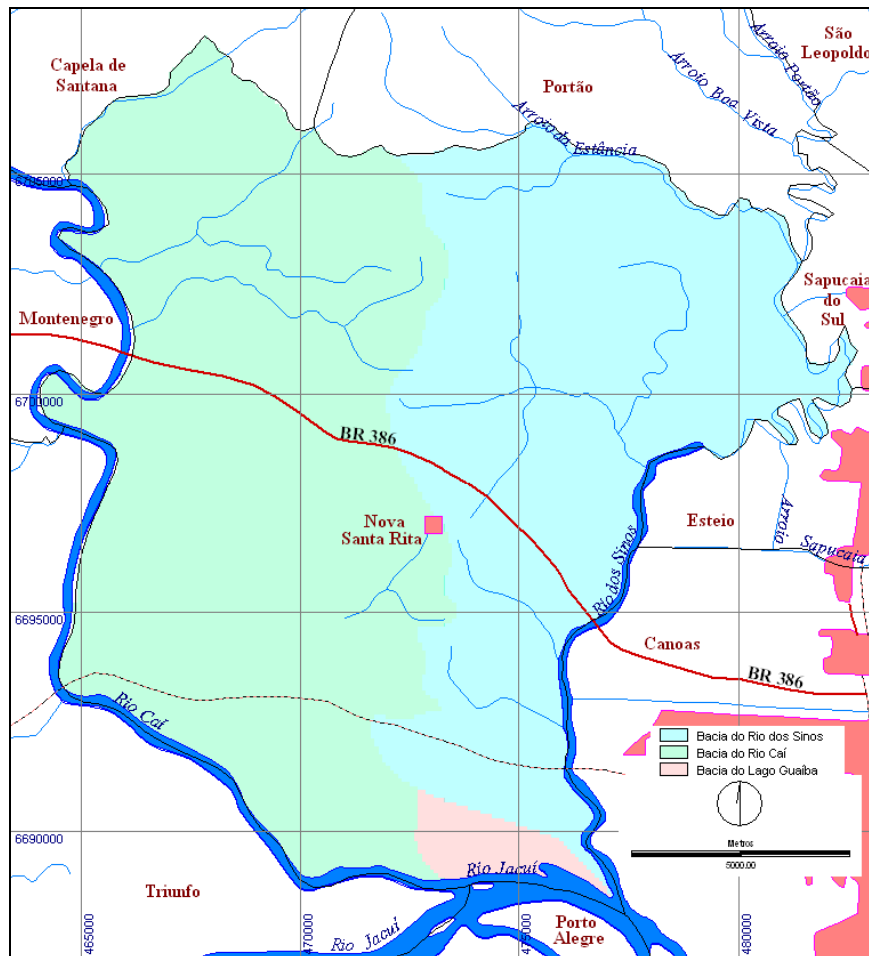 São
Leopoldo
Arroio Portão
Capela de
Santana
Portão
Arroio Boa Vista
Arroio da Estância
6705000
Sapucaia
do
Sul
Montenegro
6700000
BR 386
Nova
Santa Rita
Esteio
Arroio
Sapucaia
Rio dos Sinos
6695000
Canoas
BR 386
Rio Caí
Bacia do Rio dos Sinos
Bacia do Rio Caí
Bacia do Lago Guaíba
6690000
Metros
5000.00
Rio Jacuí
Triunfo
Porto
Alegre
Rio Jacuí
465000
470000
475000
480000